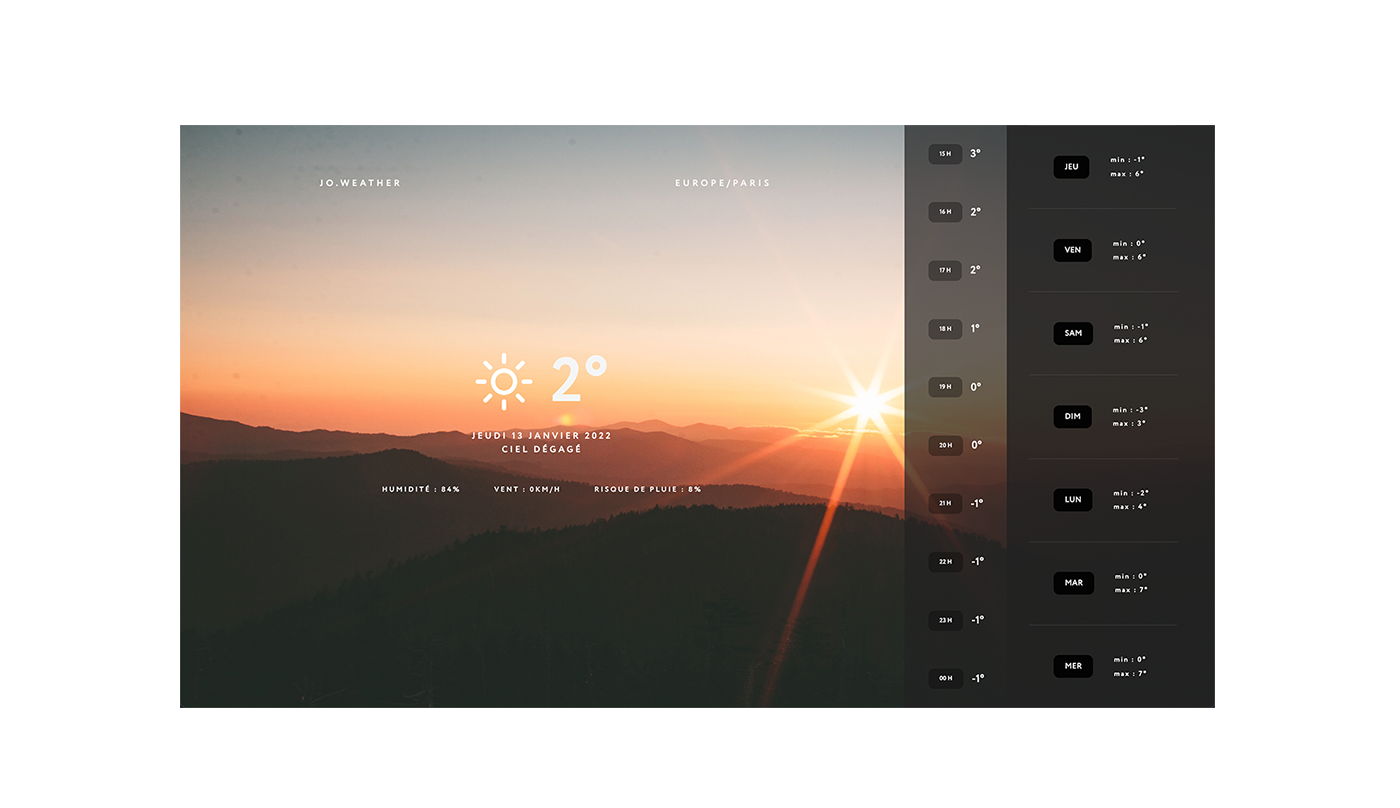 JO.WEATHER
EUROPE/PARIS
2°
JEUDI 13 JANVIER 2022
CIEL DÉGAGÉ
HUMIDITÉ : 84%
VENT : 0KM/H
RISQUE DE PLUIE : 8%
15 H 3°
16 H 2°
17 H 2°
18 H 1°
19 H 0°
20 H 0°
21 H -1°
22 H -1°
23 H -1°
00 H -1°
JEU
min : -1°
max : 6°
VEN
min : 0°
max : 6°
SAM
min : -1°
max : 6°
DIM
min : -3°
max : 3°
LUN
min : -2°
max : 4°
MAR
min : 0°
max : 7°
MER
min : 0°
max : 7°